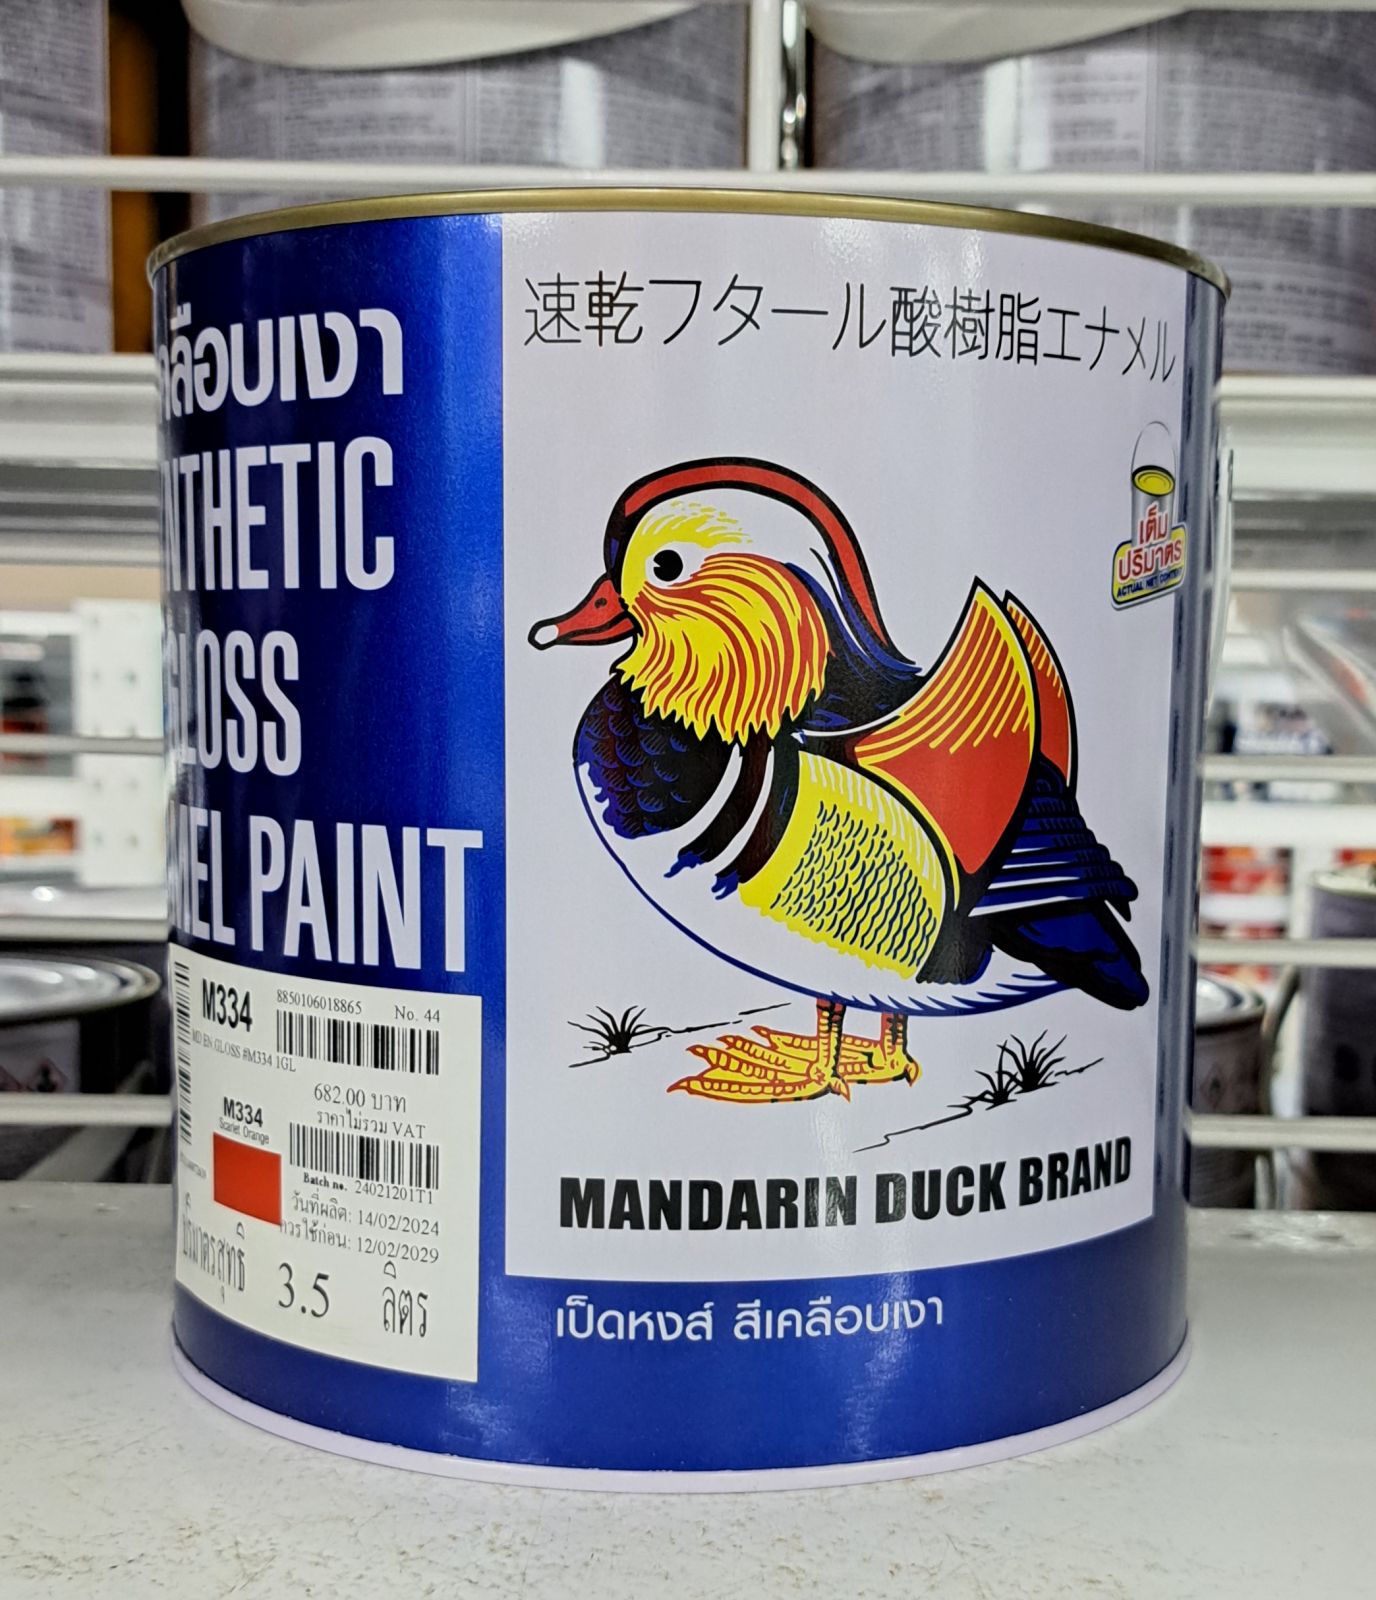 速乾フタール酸樹脂エナメル
คลือบเงา
NTHETIC
GLOSS
MEL PAINT
เต็ม
ปริมาตร
ACTUAL NET CONTENT
M334
8850106018865 No. 44
MD EN.GLOSS #M334 1GL
682.00 บาท
ราคาไม่รวม VAT
M334
Scarlet Orange
Batch no. 24021201T1
วันที่ผลิต: 14/02/2024
ควรใช้ก่อน: 12/02/2029
ปริมาตรสุทธิ 3.5 ลิตร
MANDARIN DUCK BRAND
เป็ดหงส์ สีเคลือบเงา